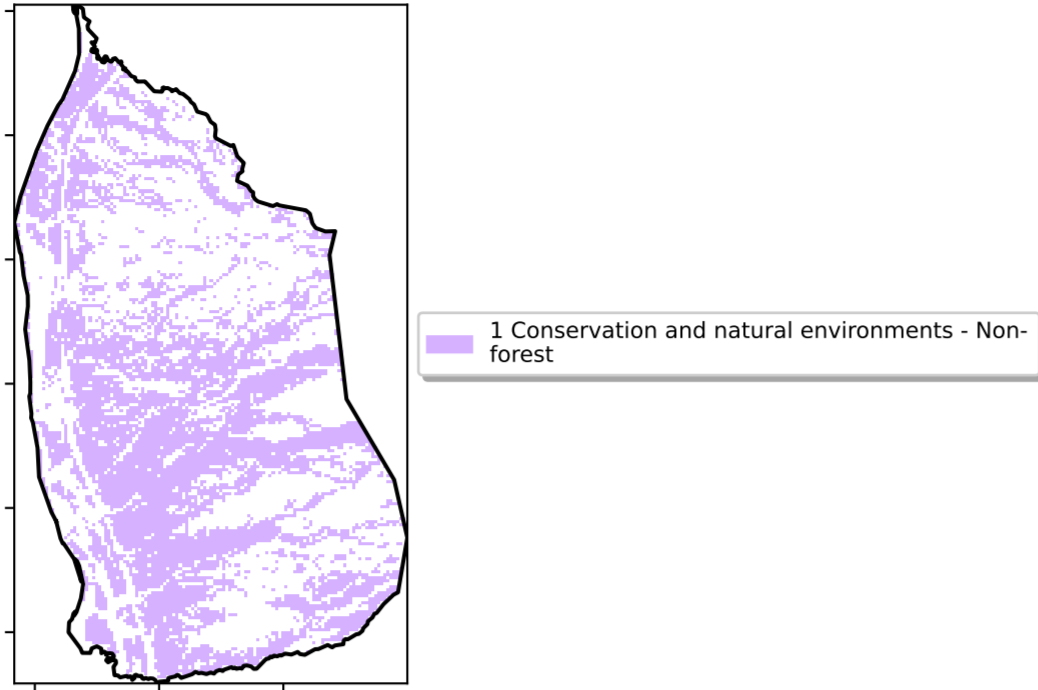 1 Conservation and natural environments - Non-
forest